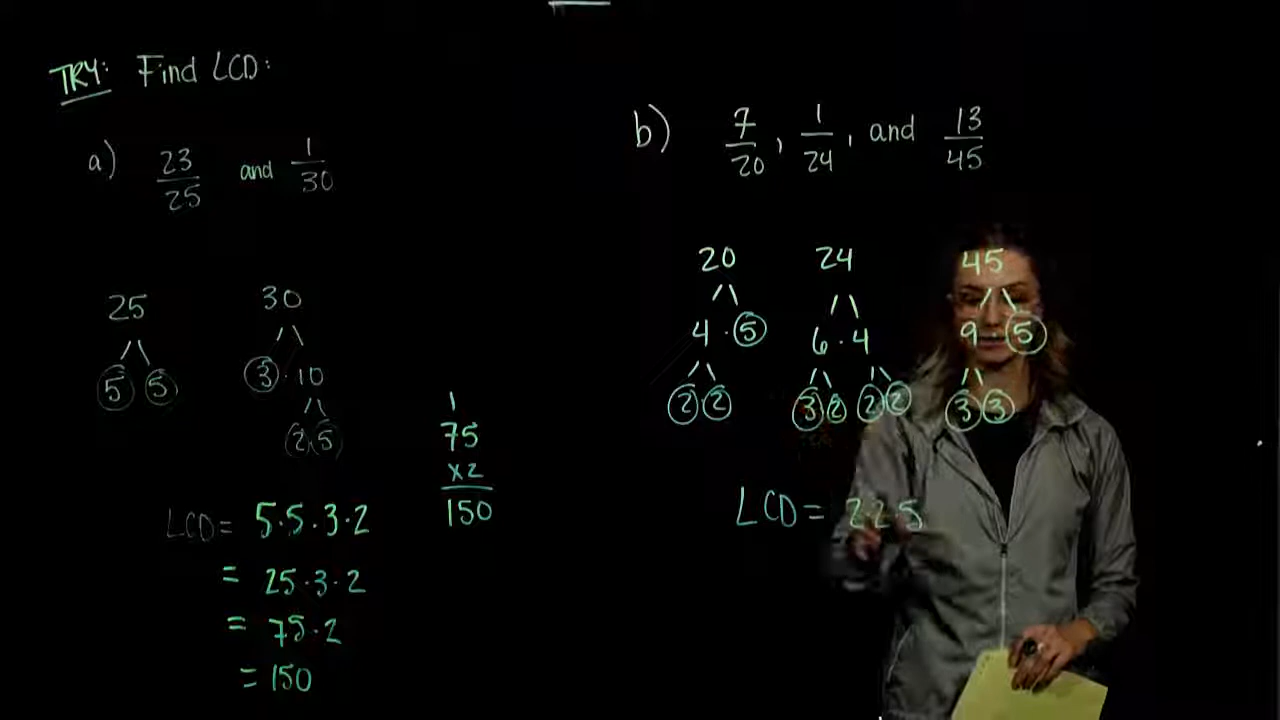 TRY: Find LCD:
a) 23/25 and 1/30
25 30
5 5 3 · 10
2 · 5
LCD = 5 · 5 · 3 · 2
= 25 · 3 · 2
= 75 · 2
= 150
1
75
x2
150
b) 7/20, 1/24, and 13/45
20 24 45
4 · 5 6 · 4 9 · 5
2 · 2 3 2 2 2 3 3
LCD = 2 · 2 · 5